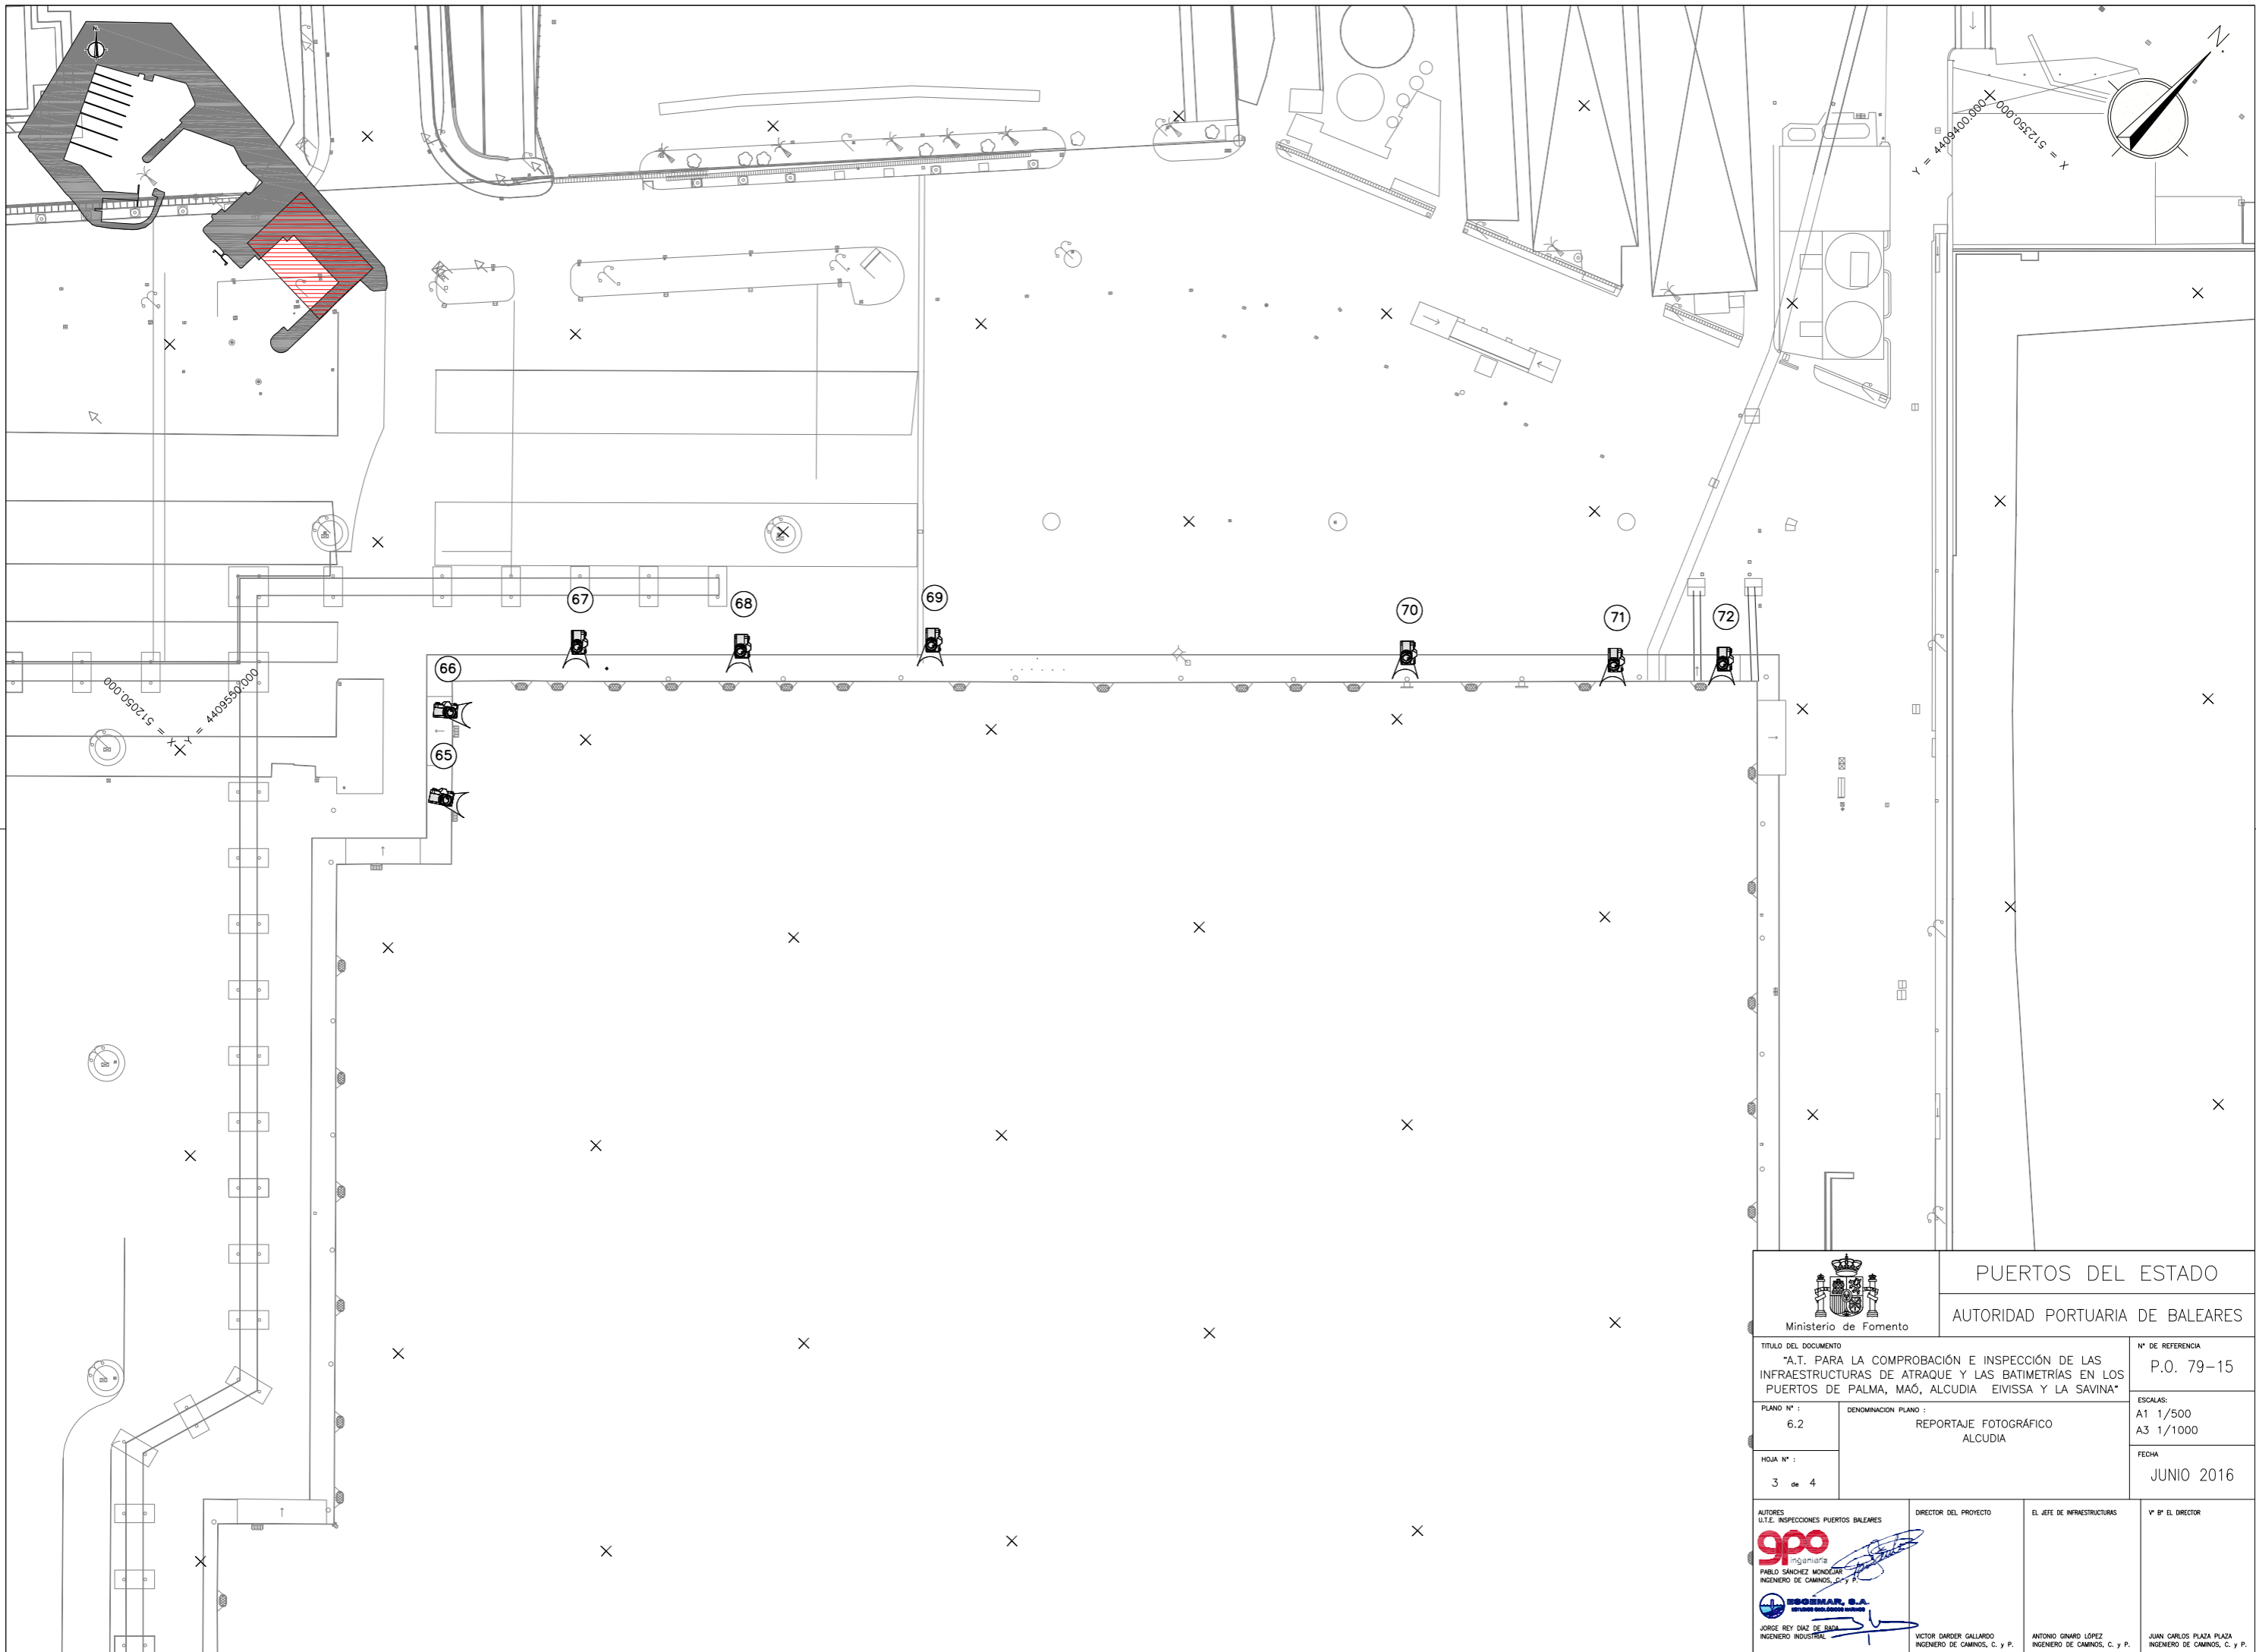 N.
N.
Y = 4409400.000
X = 512350.000
67
68
69
70
71
72
66
65
X = 512050.000
Y = 4409550.000
Ministerio de Fomento
PUERTOS DEL ESTADO
AUTORIDAD PORTUARIA DE BALEARES
TITULO DEL DOCUMENTO
"A.T. PARA LA COMPROBACIÓN E INSPECCIÓN DE LAS
INFRAESTRUCTURAS DE ATRAQUE Y LAS BATIMETRÍAS EN LOS
PUERTOS DE PALMA, MAÓ, ALCUDIA EIVISSA Y LA SAVINA"
Nº DE REFERENCIA
P.O. 79-15
PLANO Nº :
6.2
DENOMINACION PLANO :
REPORTAJE FOTOGRÁFICO
ALCUDIA
ESCALAS:
A1 1/500
A3 1/1000
HOJA Nº :
3 de 4
FECHA
JUNIO 2016
AUTORES
U.T.E. INSPECCIONES PUERTOS BALEARES
gpo
ingeniería
PABLO SÁNCHEZ MONDÉJAR
INGENIERO DE CAMINOS, C. y P.
ESGEMAR, S.A.
ESTUDIOS GEOLÓGICOS MARINOS
JORGE REY DÍAZ DE RADA
INGENIERO INDUSTRIAL
DIRECTOR DEL PROYECTO
VICTOR DARDER GALLARDO
INGENIERO DE CAMINOS, C. y P.
EL JEFE DE INFRAESTRUCTURAS
ANTONIO GINARD LÓPEZ
INGENIERO DE CAMINOS, C. y P.
Vº Bº EL DIRECTOR
JUAN CARLOS PLAZA PLAZA
INGENIERO DE CAMINOS, C. y P.